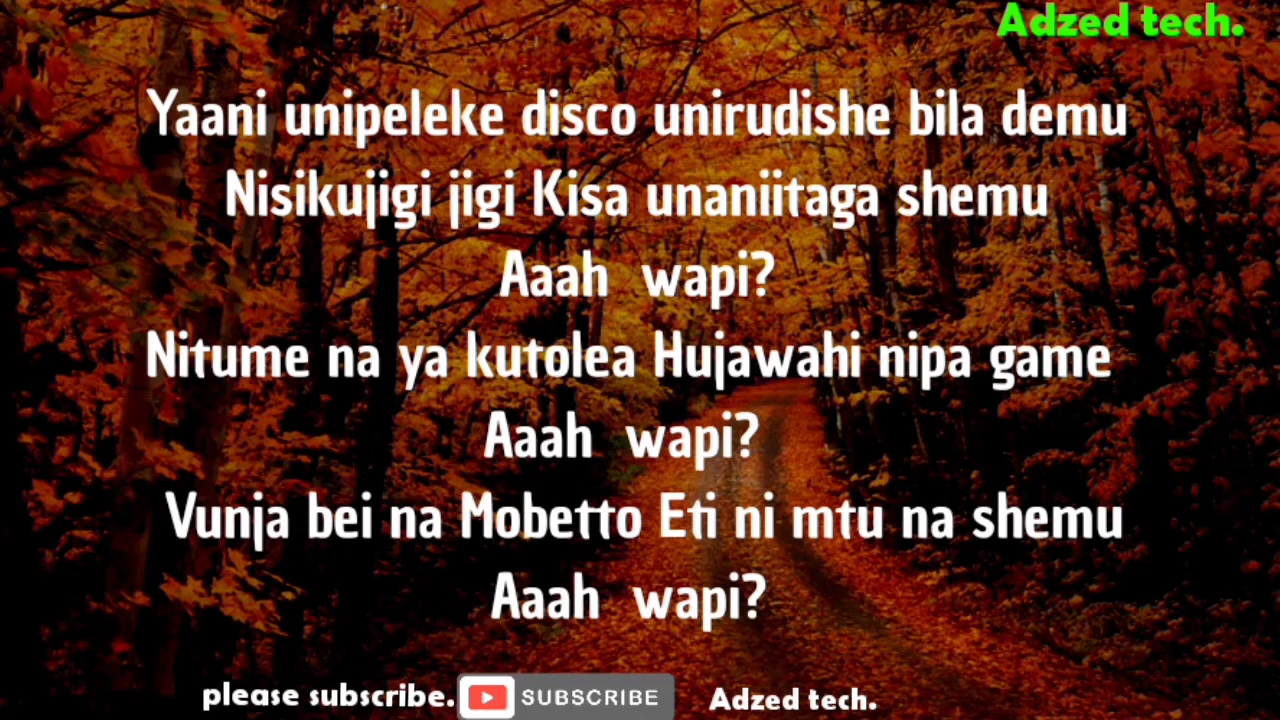 Adzed tech.
Yaani unipeleke disco unirudishe bila demu
Nisikujigi jigi Kisa unaniitaga shemu
Aaah wapi?
Nitume na ya kutolea Hujawahi nipa game
Aaah wapi?
Vunja bei na Mobetto Eti ni mtu na shemu
Aaah wapi?
please subscribe. SUBSCRIBE Adzed tech.